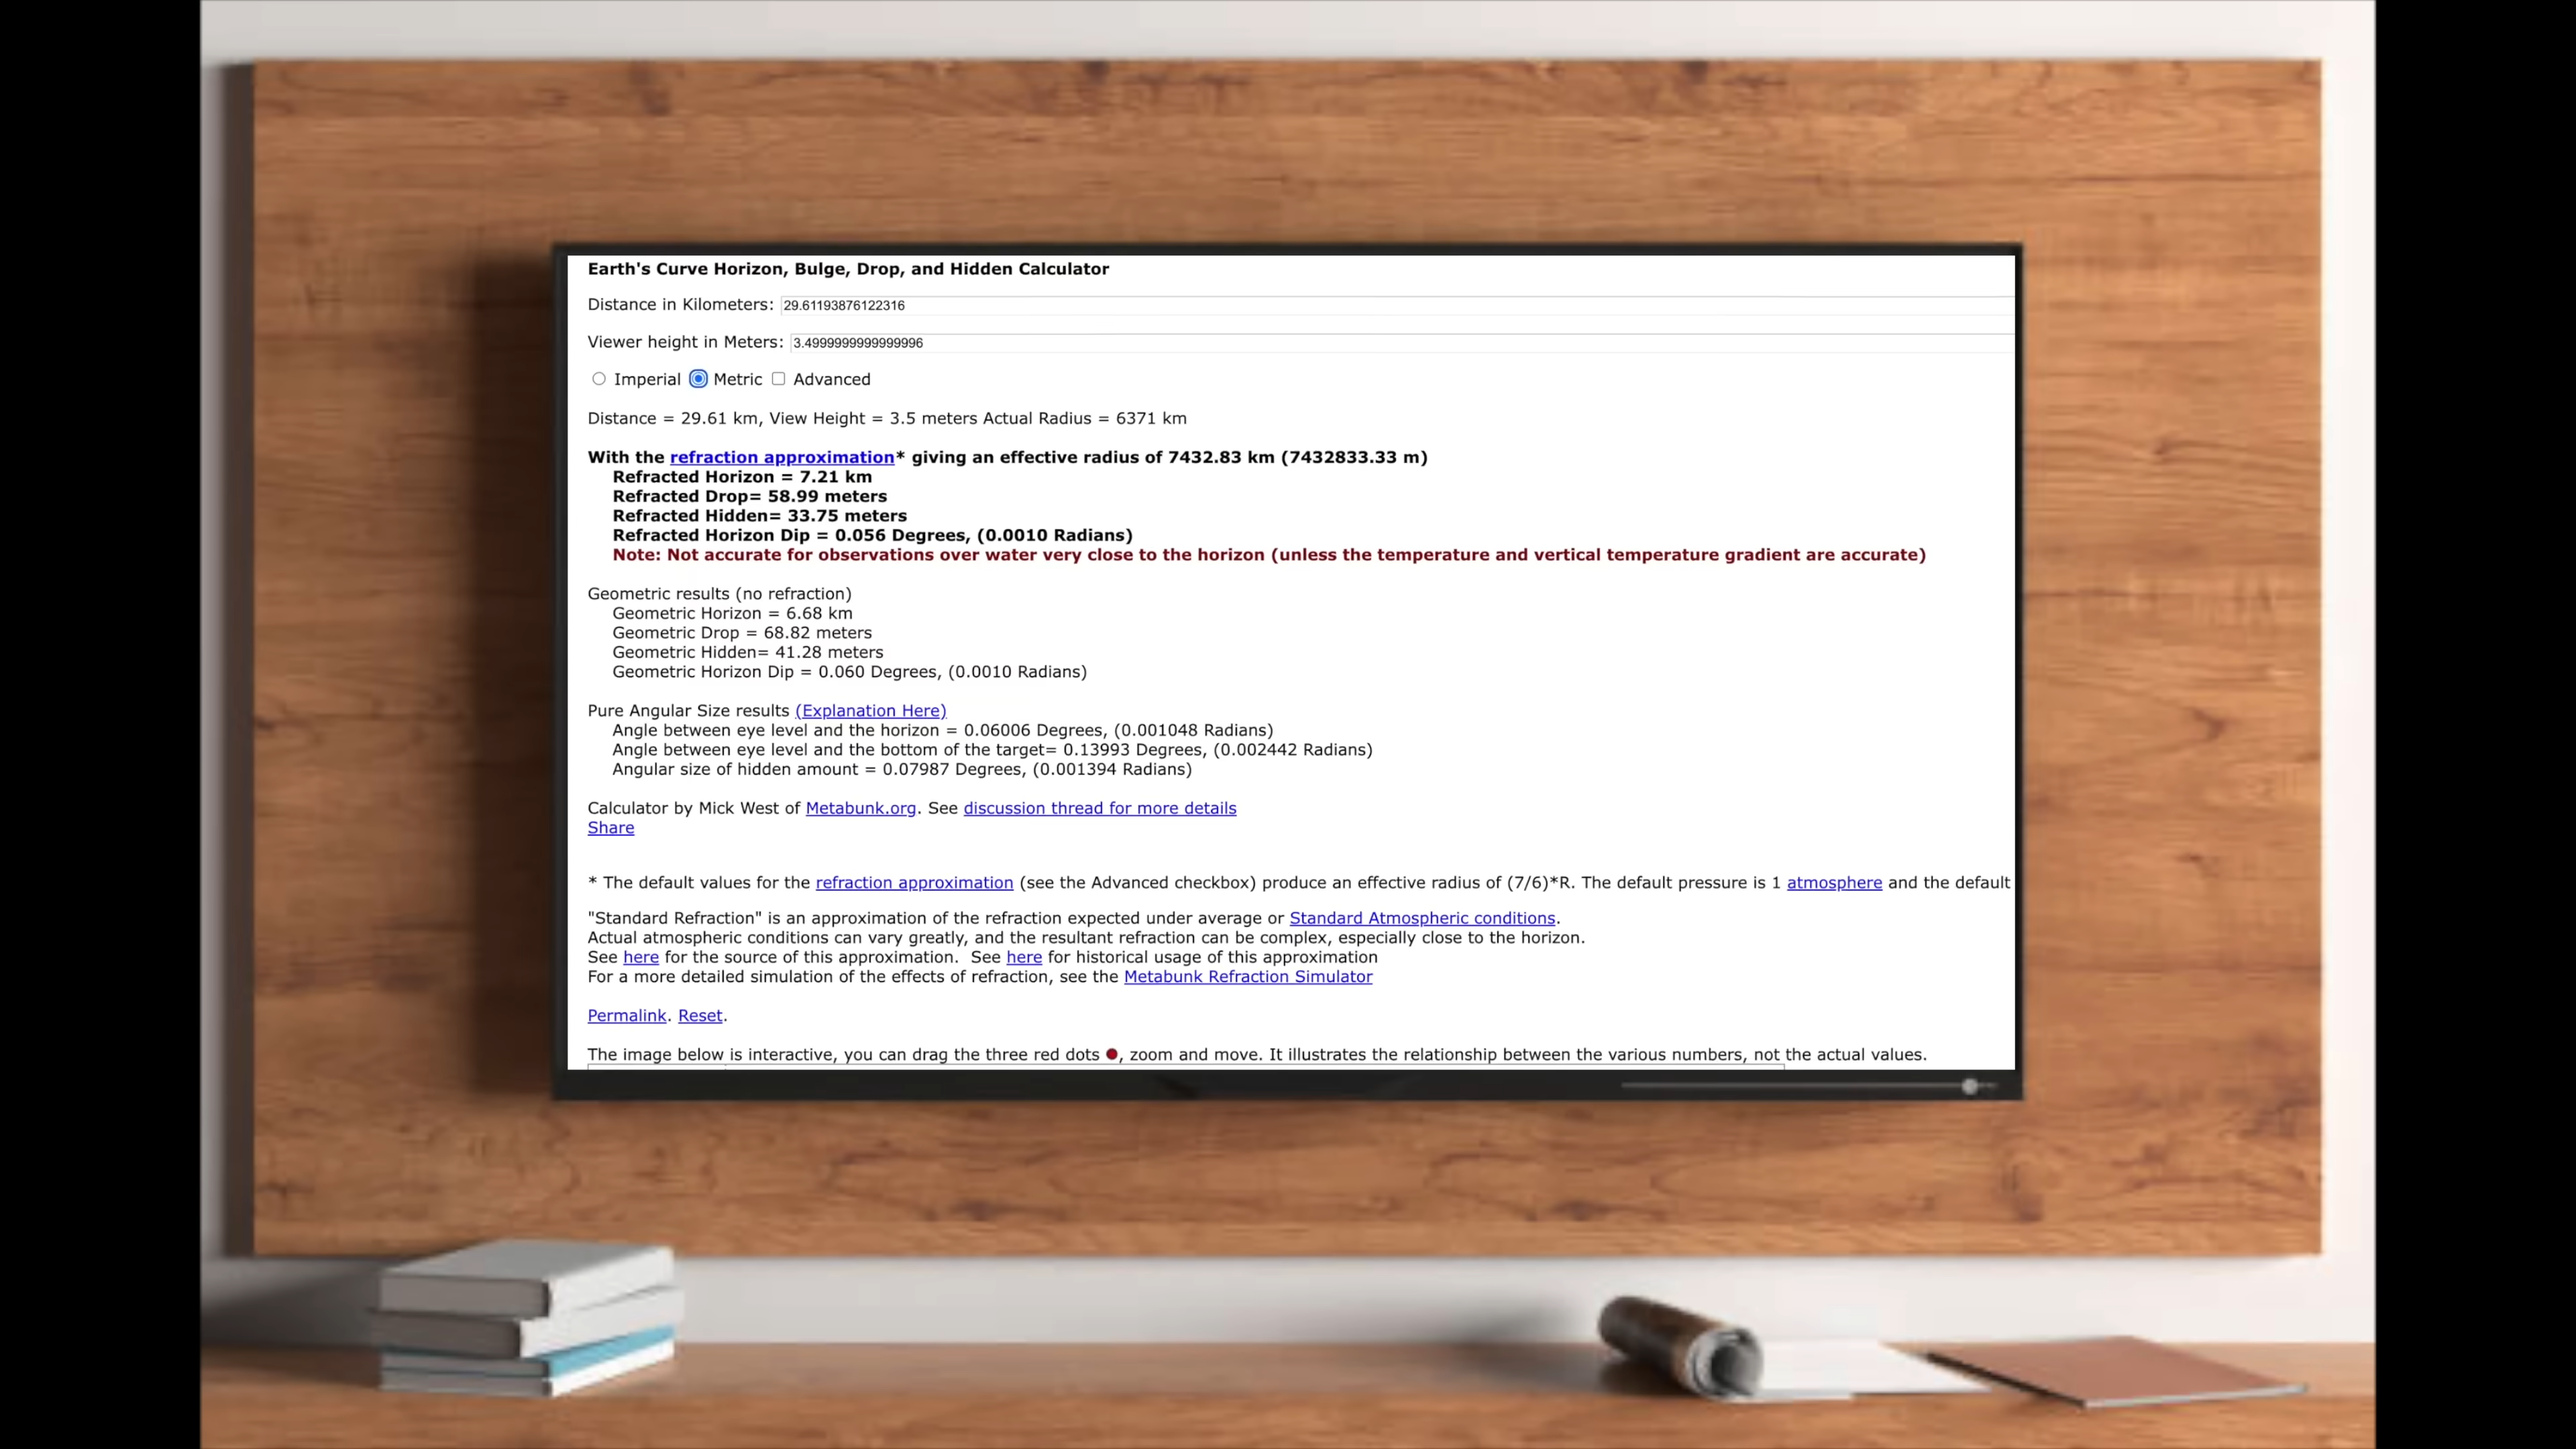 Earth's Curve Horizon, Bulge, Drop, and Hidden Calculator
Distance in Kilometers: 29.61193876122316
Viewer height in Meters: 3.4999999999999996
Imperial Metric Advanced
Distance = 29.61 km, View Height = 3.5 meters Actual Radius = 6371 km
With the refraction approximation* giving an effective radius of 7432.83 km (7432833.33 m)
Refracted Horizon = 7.21 km
Refracted Drop= 58.99 meters
Refracted Hidden= 33.75 meters
Refracted Horizon Dip = 0.056 Degrees, (0.0010 Radians)
Note: Not accurate for observations over water very close to the horizon (unless the temperature and vertical temperature gradient are accurate)
Geometric results (no refraction)
Geometric Horizon = 6.68 km
Geometric Drop = 68.82 meters
Geometric Hidden= 41.28 meters
Geometric Horizon Dip = 0.060 Degrees, (0.0010 Radians)
Pure Angular Size results (Explanation Here)
Angle between eye level and the horizon = 0.06006 Degrees, (0.001048 Radians)
Angle between eye level and the bottom of the target= 0.13993 Degrees, (0.002442 Radians)
Angular size of hidden amount = 0.07987 Degrees, (0.001394 Radians)
Calculator by Mick West of Metabunk.org. See discussion thread for more details
Share
* The default values for the refraction approximation (see the Advanced checkbox) produce an effective radius of (7/6)*R. The default pressure is 1 atmosphere and the default
"Standard Refraction" is an approximation of the refraction expected under average or Standard Atmospheric conditions.
Actual atmospheric conditions can vary greatly, and the resultant refraction can be complex, especially close to the horizon.
See here for the source of this approximation.  See here for historical usage of this approximation
For a more detailed simulation of the effects of refraction, see the Metabunk Refraction Simulator
Permalink. Reset.
The image below is interactive, you can drag the three red dots , zoom and move. It illustrates the relationship between the various numbers, not the actual values.